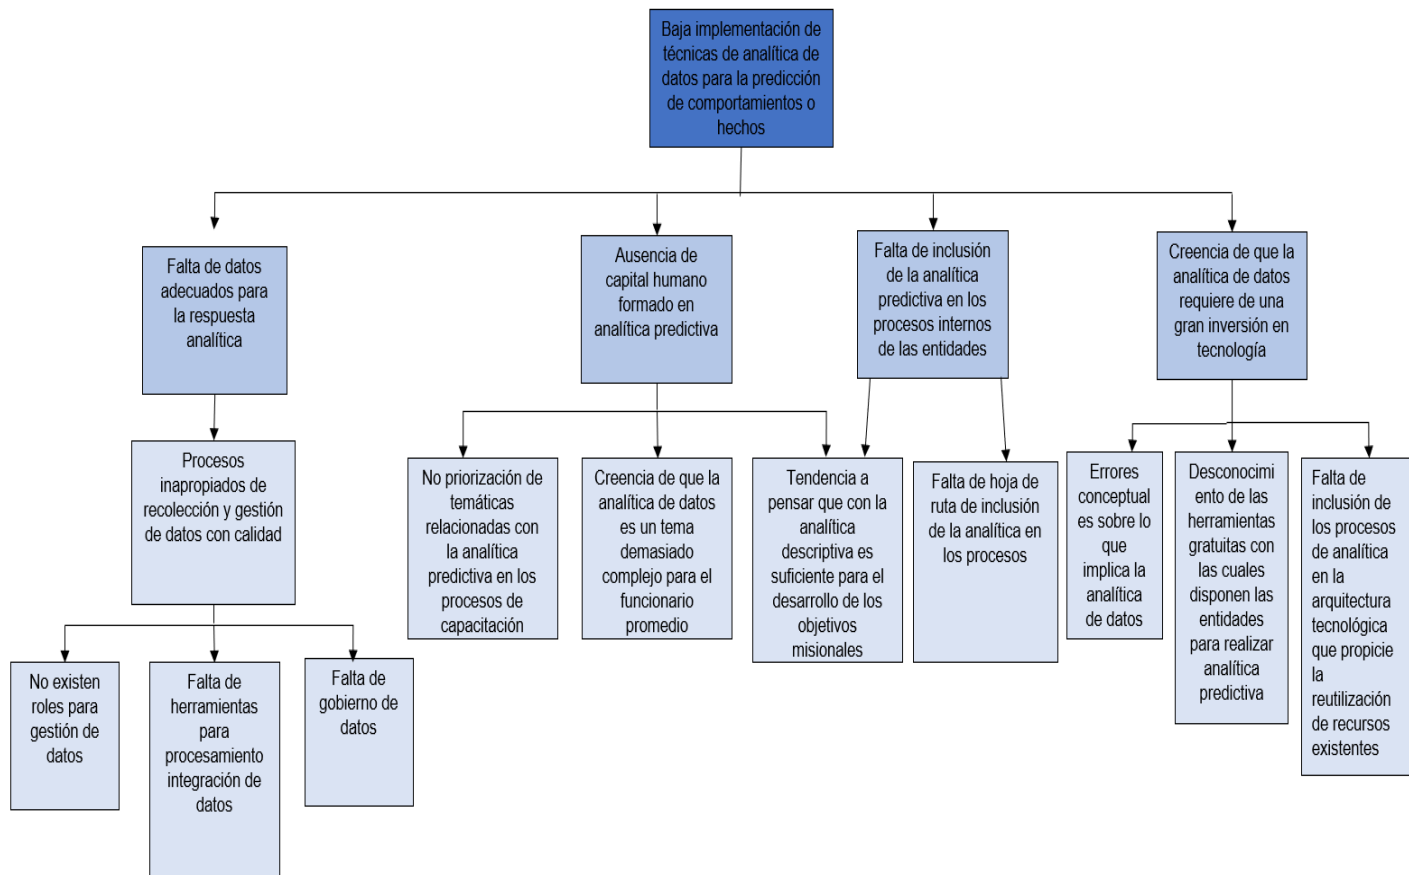 Baja implementación de
técnicas de analítica de
datos para la predicción
de comportamientos o
hechos
Falta de datos
adecuados para
la respuesta
analítica
Ausencia de
capital humano
formado en
analítica predictiva
Falta de inclusión
de la analítica
predictiva en los
procesos internos
de las entidades
Creencia de que la
analítica de datos
requiere de una
gran inversión en
tecnología
Procesos
inapropiados de
recolección y gestión
de datos con calidad
No priorización de
temáticas
relacionadas con
la analítica
predictiva en los
procesos de
capacitación
Creencia de que la
analítica de datos
es un tema
demasiado
complejo para el
funcionario
promedio
Tendencia a
pensar que con la
analítica
descriptiva es
suficiente para el
desarrollo de los
objetivos
misionales
Falta de hoja de
ruta de inclusión
de la analítica en
los procesos
Errores
conceptual
es sobre lo
que
implica la
analítica
de datos
Desconocimi
ento de las
herramientas
gratuitas con
las cuales
disponen las
entidades
para realizar
analítica
predictiva
Falta de
inclusión de
los procesos
de analítica
en la
arquitectura
tecnológica
que propicie
la
reutilización
de recursos
existentes
No existen
roles para
gestión de
datos
Falta de
herramientas
para
procesamiento
integración de
datos
Falta de
gobierno de
datos